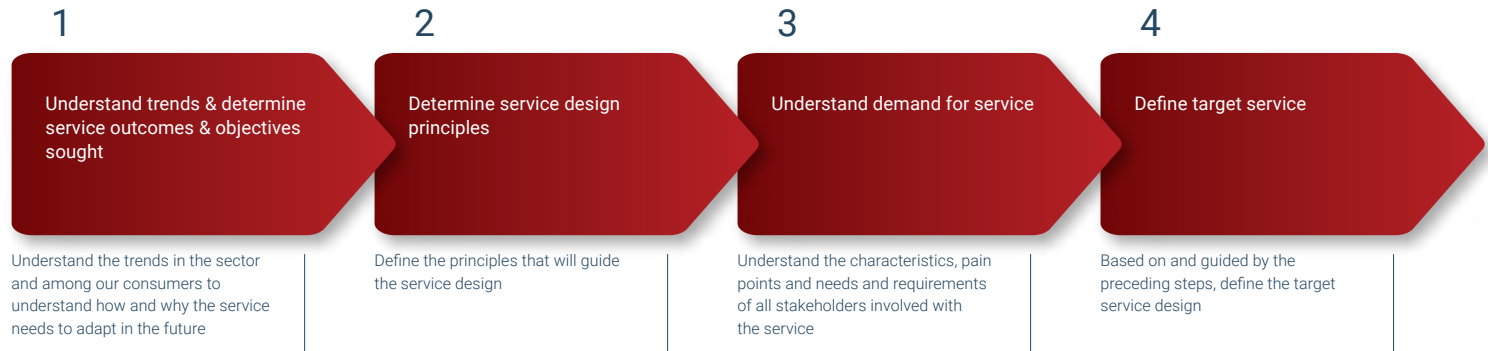 1
Understand trends & determine
service outcomes & objectives
sought
Understand the trends in the sector
and among our consumers to
understand how and why the service
needs to adapt in the future
2
Determine service design
principles
Define the principles that will guide
the service design
3
Understand demand for service
Understand the characteristics, pain
points and needs and requirements
of all stakeholders involved with
the service
4
Define target service
Based on and guided by the
preceding steps, define the target
service design